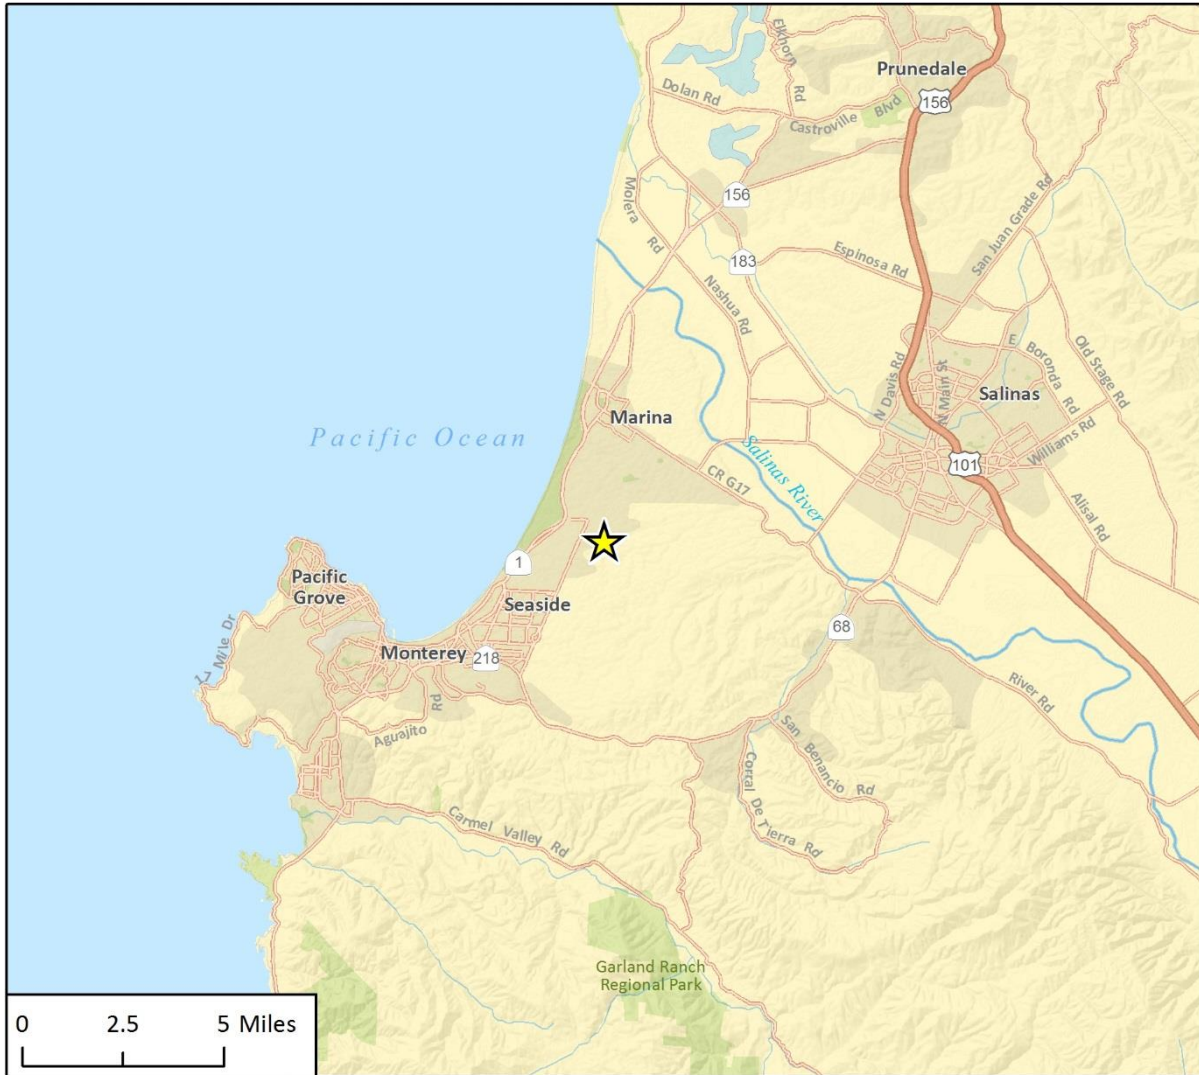 Elkhorn Rd
Prunedale
156
Dolan Rd
Castroville Blvd
156
Molera Rd
183
Espinosa Rd
San Juan Grade Rd
Nashua Rd
N Davis Rd
N Main St
E Boronda Rd
Old Stage Rd
Salinas
Marina
Pacific Ocean
Williams Rd
101
CR G17
Salinas River
Alisal Rd
1
Pacific
Grove
Seaside
68
17 Mile Dr
Monterey
218
River Rd
Aguajito Rd
San Benancio Rd
Corral De Tierra Rd
Carmel Valley Rd
Garland Ranch
Regional Park
0 2.5 5 Miles